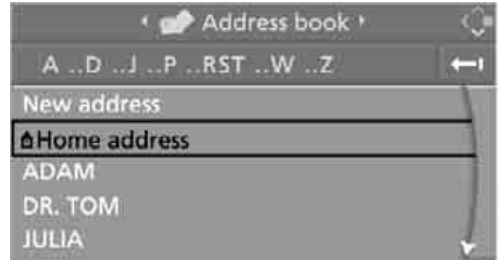 Address book
A ..D ..J ..P ..RST ..W ..Z
New address
Home address
ADAM
DR. TOM
JULIA